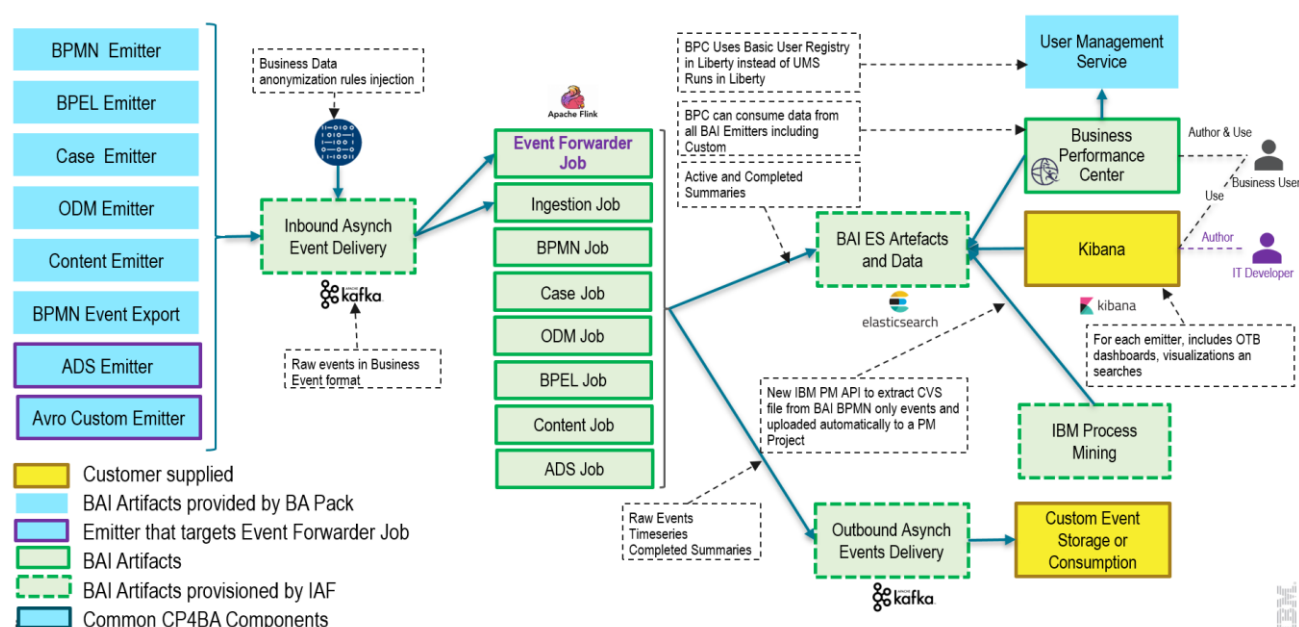 BPMN Emitter
BPEL Emitter
Case Emitter
ODM Emitter
Content Emitter
BPMN Event Export
ADS Emitter
Avro Custom Emitter
Business Data
anonymization rules injection
Inbound Asynch
Event Delivery
APACHE
kafka.
Raw events in Business
Event format
Apache Flink
Event Forwarder
Job
Ingestion Job
BPMN Job
Case Job
ODM Job
BPEL Job
Content Job
ADS Job
BPC Uses Basic User Registry
in Liberty instead of UMS
Runs in Liberty
BPC can consume data from
all BAI Emitters including
Custom
Active and Completed
Summaries
BAI ES Artefacts
and Data
elasticsearch
User Management
Service
Business
Performance
Center
Author & Use
Business User
Use
Kibana
Author
IT Developer
kibana
For each emitter, includes OTB
dashboards, visualizations an
searches
New IBM PM API to extract CVS
file from BAI BPMN only events and
uploaded automatically to a PM
Project
IBM Process
Mining
Raw Events
Timeseries
Completed Summaries
Outbound Asynch
Events Delivery
APACHE
kafka.
Custom Event
Storage or
Consumption
Customer supplied
BAI Artifacts provided by BA Pack
Emitter that targets Event Forwarder Job
BAI Artifacts
BAI Artifacts provisioned by IAF
Common CP4BA Components
IBM